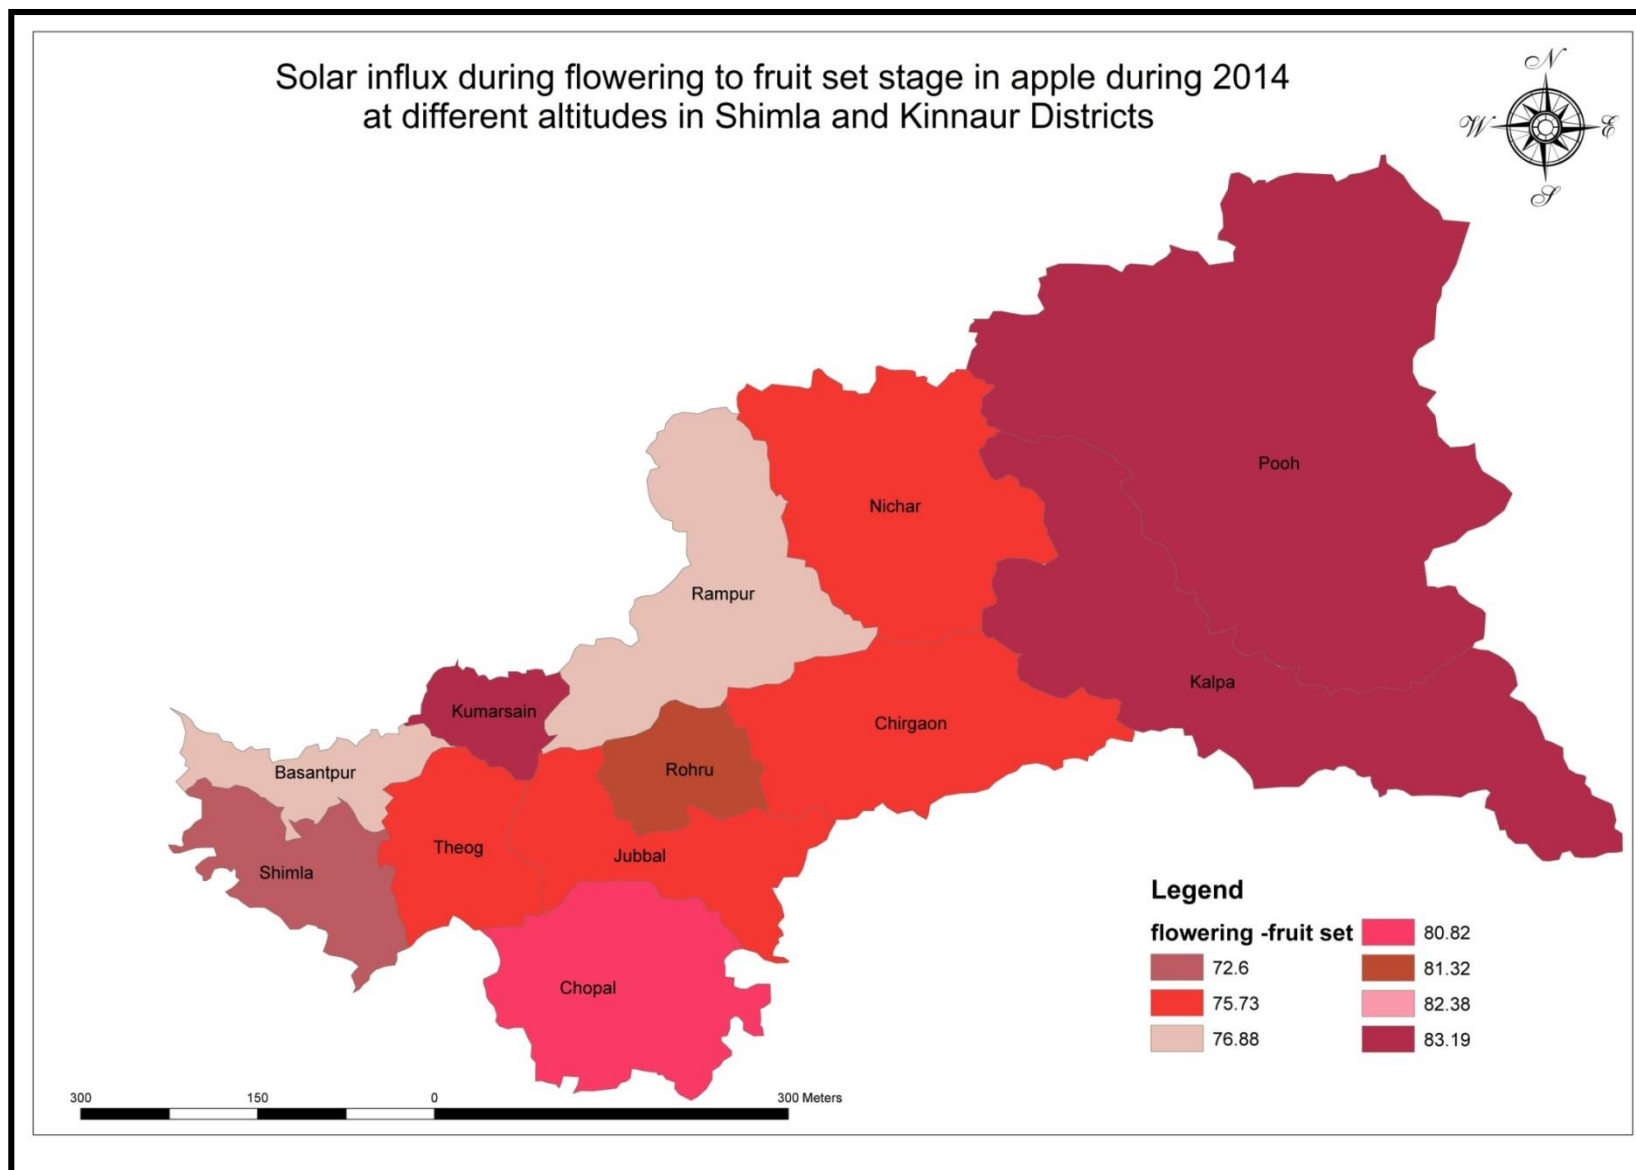 Solar influx during flowering to fruit set stage in apple during 2014
at different altitudes in Shimla and Kinnaur Districts
N
W E
S
Pooh
Nichar
Rampur
Kalpa
Kumarsain
Chirgaon
Basantpur
Rohru
Theog
Jubbal
Shimla
Chopal
Legend
flowering -fruit set
72.6
75.73
76.88
80.82
81.32
82.38
83.19
300 150 0 300 Meters